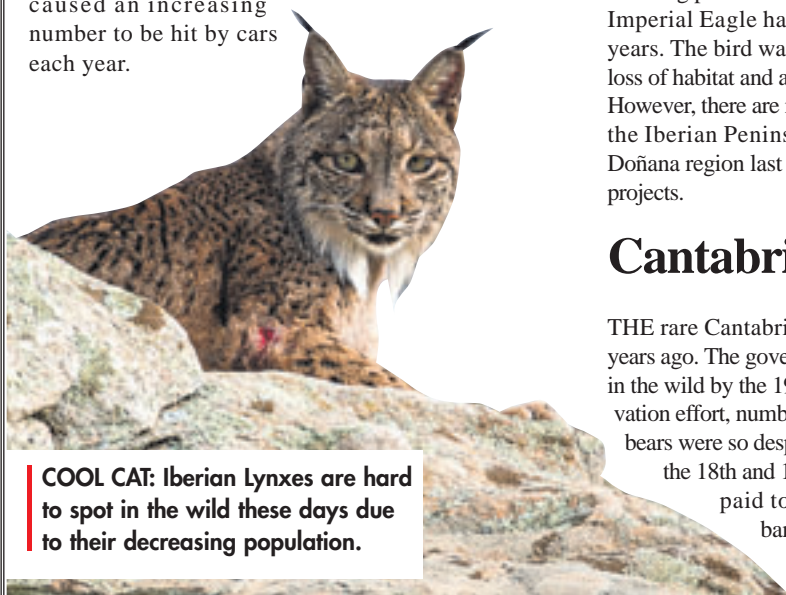 caused an increasing
number to be hit by cars
each year.
COOL CAT: Iberian Lynxes are hard
to spot in the wild these days due
to their decreasing population.
Imperial Eagle ha
years. The bird wa
loss of habitat and a
However, there are
the Iberian Penins
Doñana region last
projects.
Cantabri
THE rare Cantabri
years ago. The gove
in the wild by the 19
vation effort, numb
bears were so desp
the 18th and 1
paid to